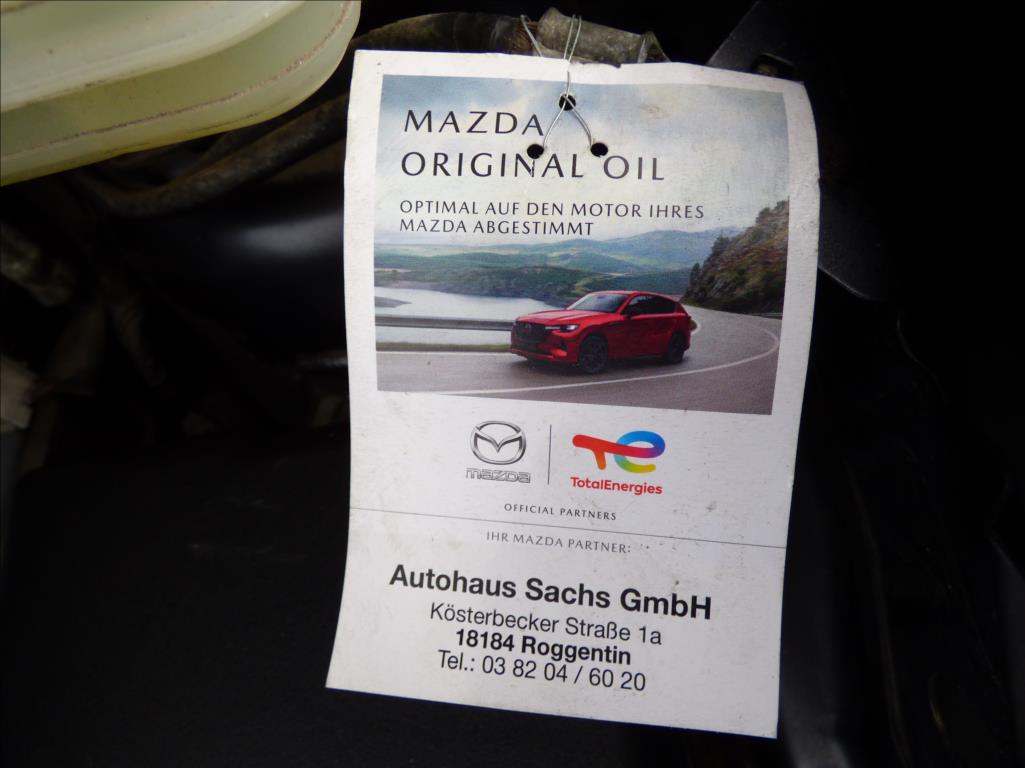 MAZDA
ORIGINAL OIL
OPTIMAL AUF DEN MOTOR IHRES
MAZDA ABGESTIMMT
mazda
TotalEnergies
OFFICIAL PARTNERS
IHR MAZDA PARTNER:
Autohaus Sachs GmbH
Kösterbecker Straße 1a
18184 Roggentin
Tel.: 03 82 04 / 60 20